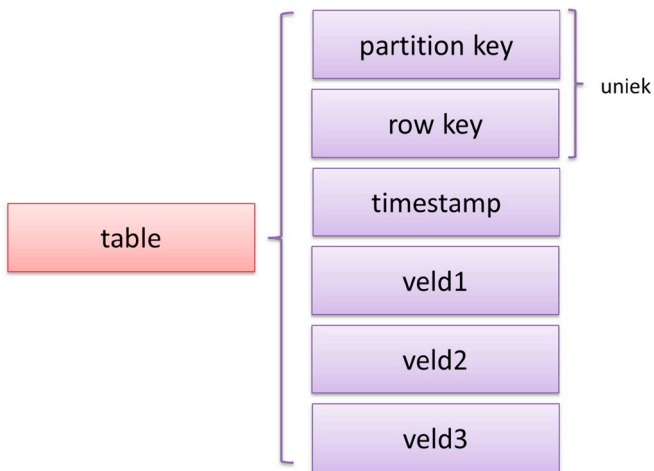 partition key
uniek
row key
timestamp
table
veld1
veld2
veld3